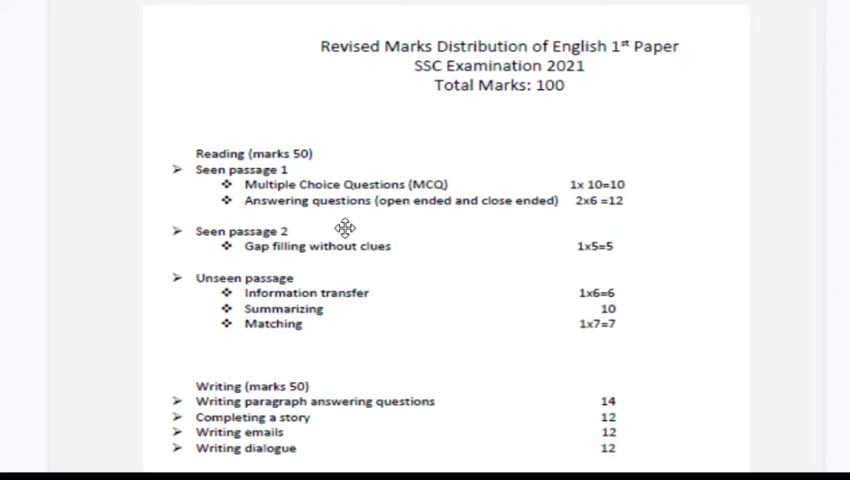 Revised Marks Distribution of English 1st Paper
SSC Examination 2021
Total Marks: 100
Reading (marks 50)
➢ Seen passage 1
❖ Multiple Choice Questions (MCQ) 1x 10=10
❖ Answering questions (open ended and close ended) 2x6 =12
➢ Seen passage 2
❖ Gap filling without clues 1x5=5
➢ Unseen passage
❖ Information transfer 1x6=6
❖ Summarizing 10
❖ Matching 1x7=7
Writing (marks 50)
➢ Writing paragraph answering questions 14
➢ Completing a story 12
➢ Writing emails 12
➢ Writing dialogue 12